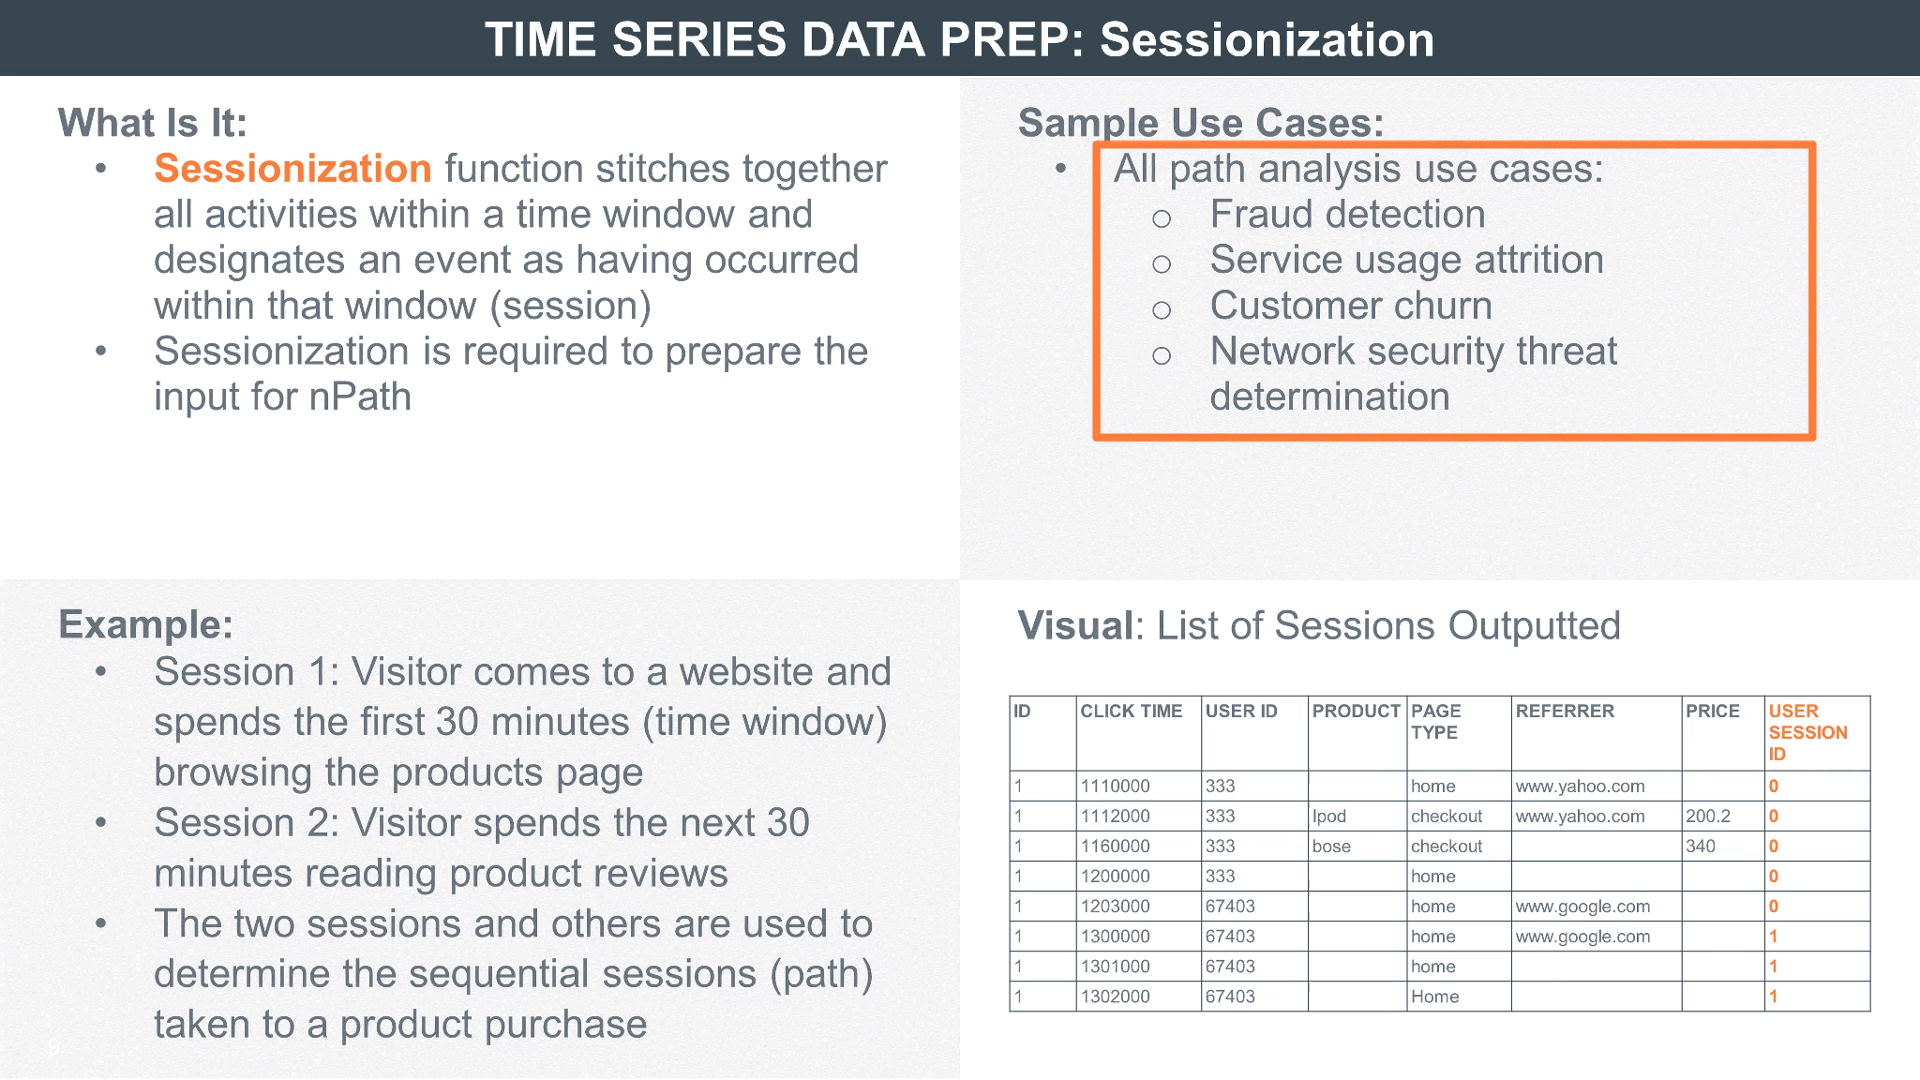 TIME SERIES DATA PREP: Sessionization
What Is It:
• Sessionization function stitches together
all activities within a time window and
designates an event as having occurred
within that window (session)
• Sessionization is required to prepare the
input for nPath
Sample Use Cases:
• All path analysis use cases:
o Fraud detection
o Service usage attrition
o Customer churn
o Network security threat
determination
Example:
• Session 1: Visitor comes to a website and
spends the first 30 minutes (time window)
browsing the products page
• Session 2: Visitor spends the next 30
minutes reading product reviews
• The two sessions and others are used to
determine the sequential sessions (path)
taken to a product purchase
9
Visual: List of Sessions Outputted
ID CLICK TIME USER ID PRODUCT PAGE REFERRER PRICE USER
TYPE SESSION
ID
1 1110000 333 home www.yahoo.com 0
1 1112000 333 Ipod checkout www.yahoo.com 200.2 0
1 1160000 333 bose checkout 340 0
1 1200000 333 home 0
1 1203000 67403 home www.google.com 0
1 1300000 67403 home www.google.com 1
1 1301000 67403 home 1
1 1302000 67403 Home 1